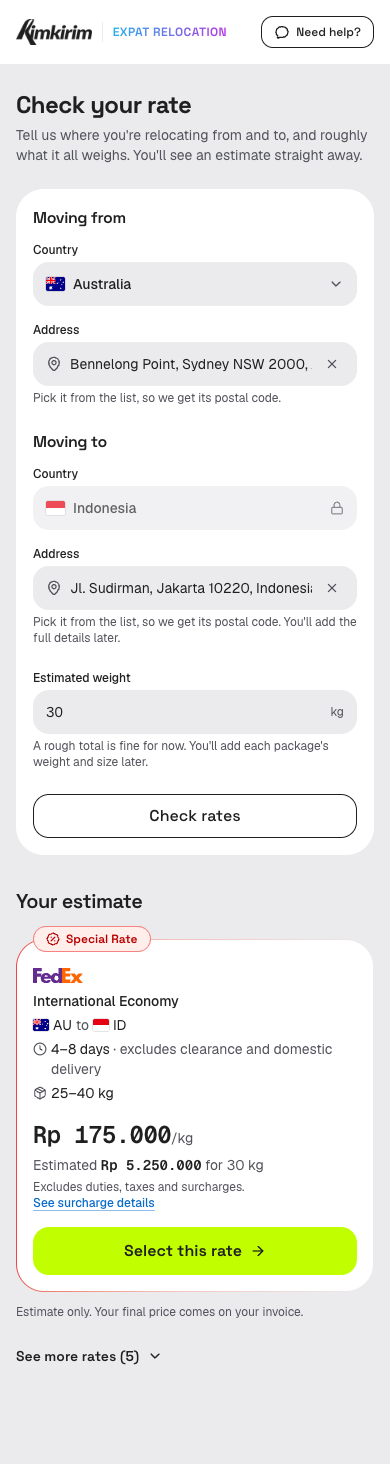 Kimkirim
EXPAT RELOCATION
Need help?
Check your rate
Tell us where you're relocating from and to, and roughly
what it all weighs. You'll see an estimate straight away.
Moving from
Country
Australia
Address
Bennelong Point, Sydney NSW 2000,
Pick it from the list, so we get its postal code.
Moving to
Country
Indonesia
Address
Jl. Sudirman, Jakarta 10220, Indonesia
Pick it from the list, so we get its postal code. You'll add the
full details later.
Estimated weight
30 kg
A rough total is fine for now. You'll add each package's
weight and size later.
Check rates
Your estimate
Special Rate
FedEx
International Economy
AU to ID
4–8 days · excludes clearance and domestic
delivery
25–40 kg
Rp 175.000/kg
Estimated Rp 5.250.000 for 30 kg
Excludes duties, taxes and surcharges.
See surcharge details
Select this rate →
Estimate only. Your final price comes on your invoice.
See more rates (5)